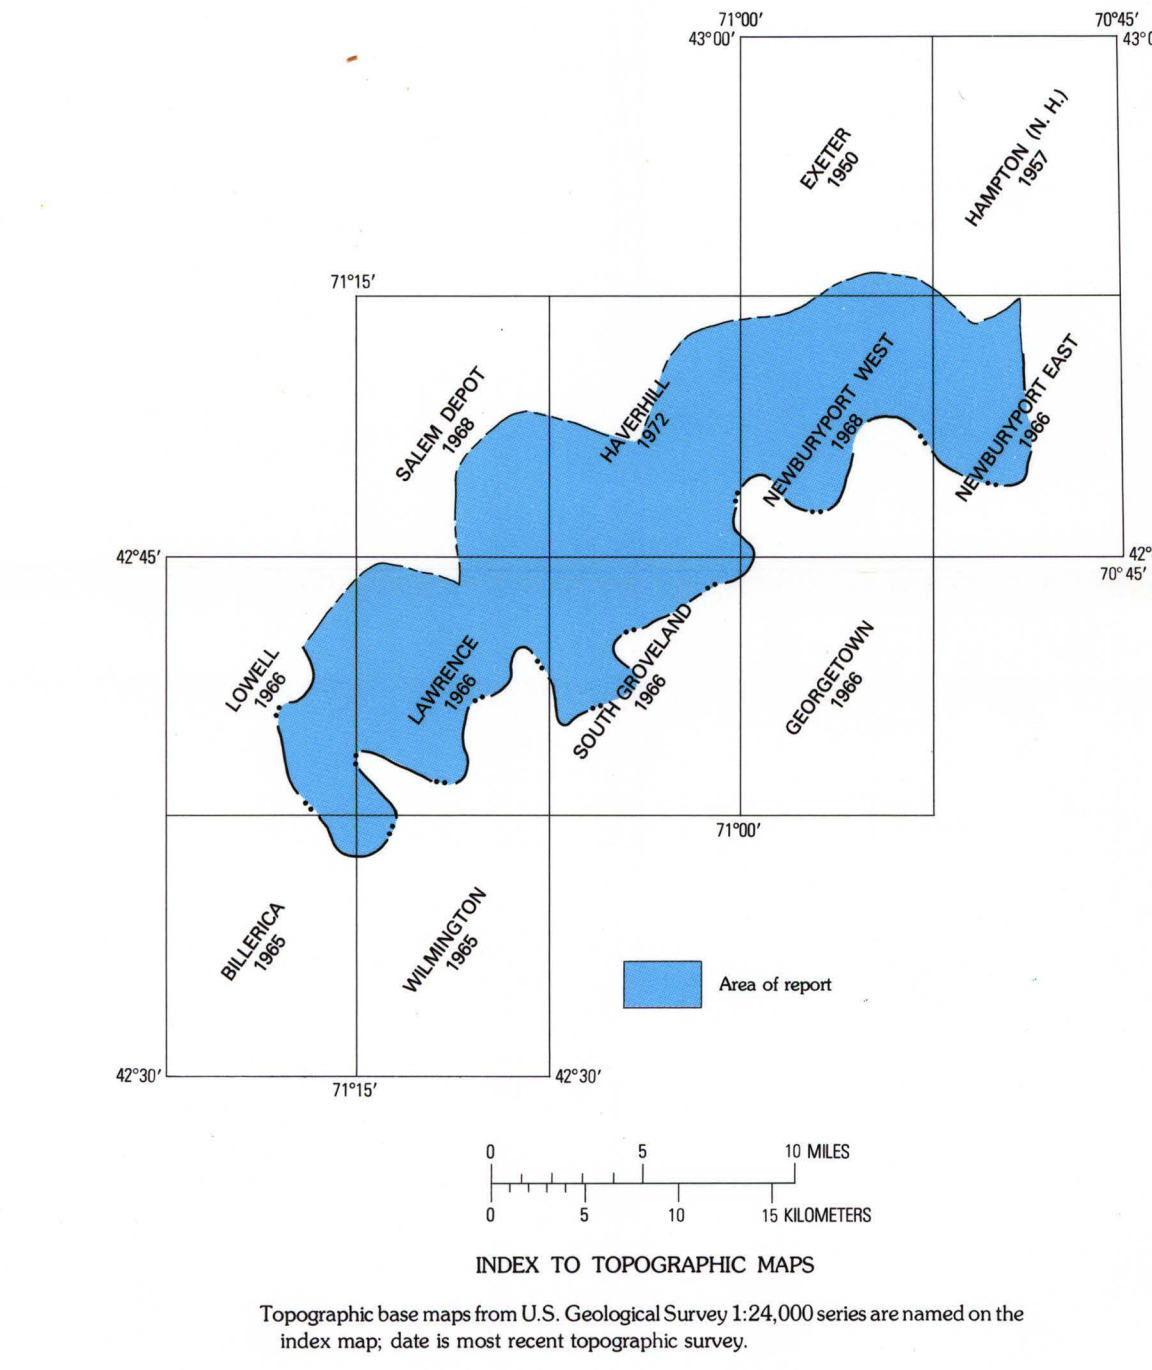 71°00′
70°45′
43°00′
43°0
EXETER
1950
HAMPTON (N. H.)
1957
71°15′
SALEM DEPOT
1968
HAVERHILL
1972
NEWBURYPORT WEST
1968
NEWBURYPORT EAST
1966
42°45′
42°
70°45′
LOWELL
1966
LAWRENCE
1966
SOUTH GROVELAND
1966
GEORGETOWN
1966
71°00′
BILLERICA
1965
WILMINGTON
1965
Area of report
42°30′
42°30′
71°15′
0 5 10 MILES
0 5 10 15 KILOMETERS
INDEX TO TOPOGRAPHIC MAPS
Topographic base maps from U.S. Geological Survey 1:24,000 series are named on the
index map; date is most recent topographic survey.